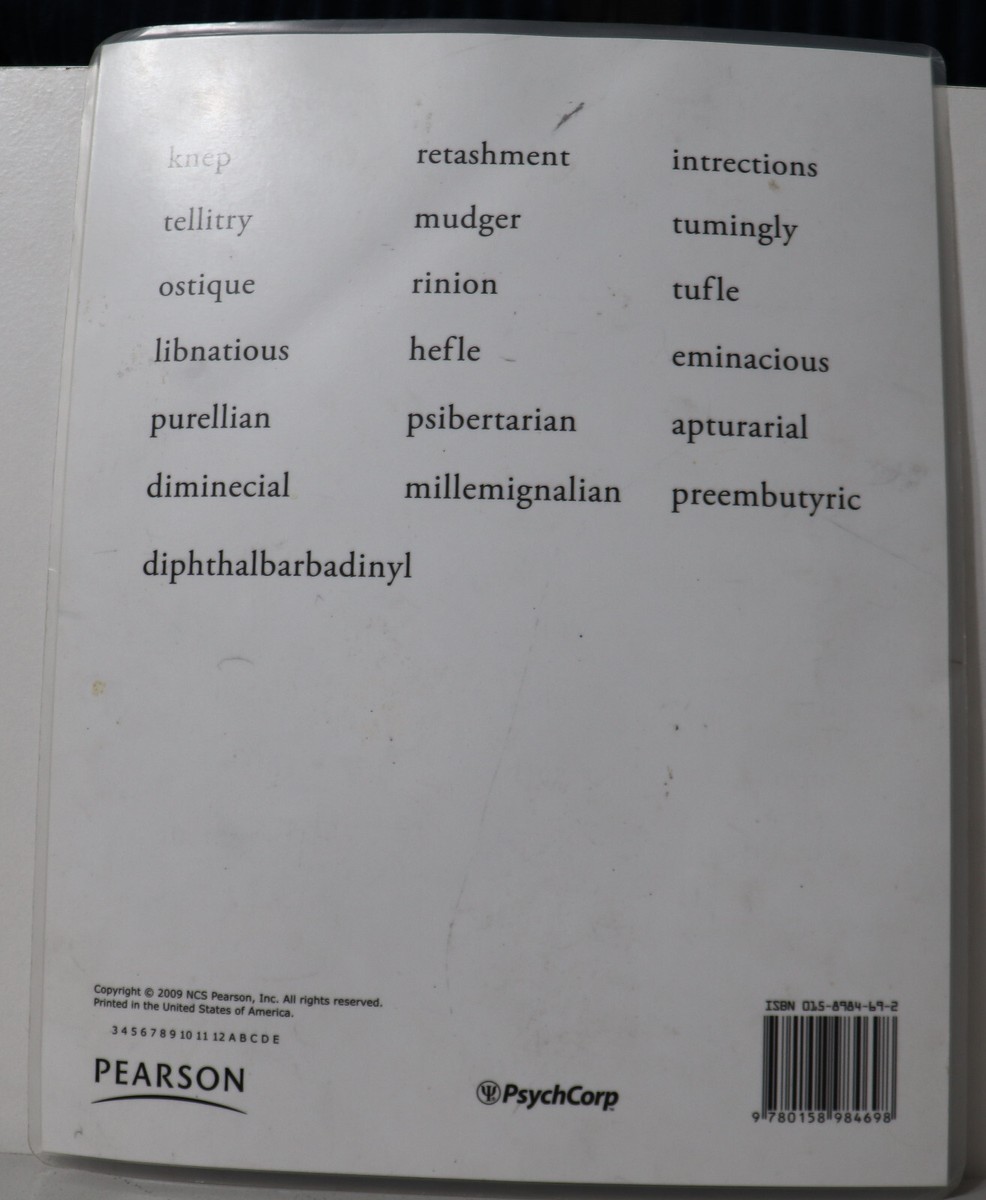 knep retashment intrections
tellitry mudger tumingly
ostique rinion tufle
libnatious hefle eminacious
purellian psibertarian apturarial
diminecial millemignalian preembutyric
diphthalbarbadinyl
Copyright © 2009 NCS Pearson, Inc. All rights reserved.
Printed in the United States of America.
3 4 5 6 7 8 9 10 11 12 A B C D E
PEARSON
PsychCorp
ISBN 015-8984-69-2
9 780158 984698